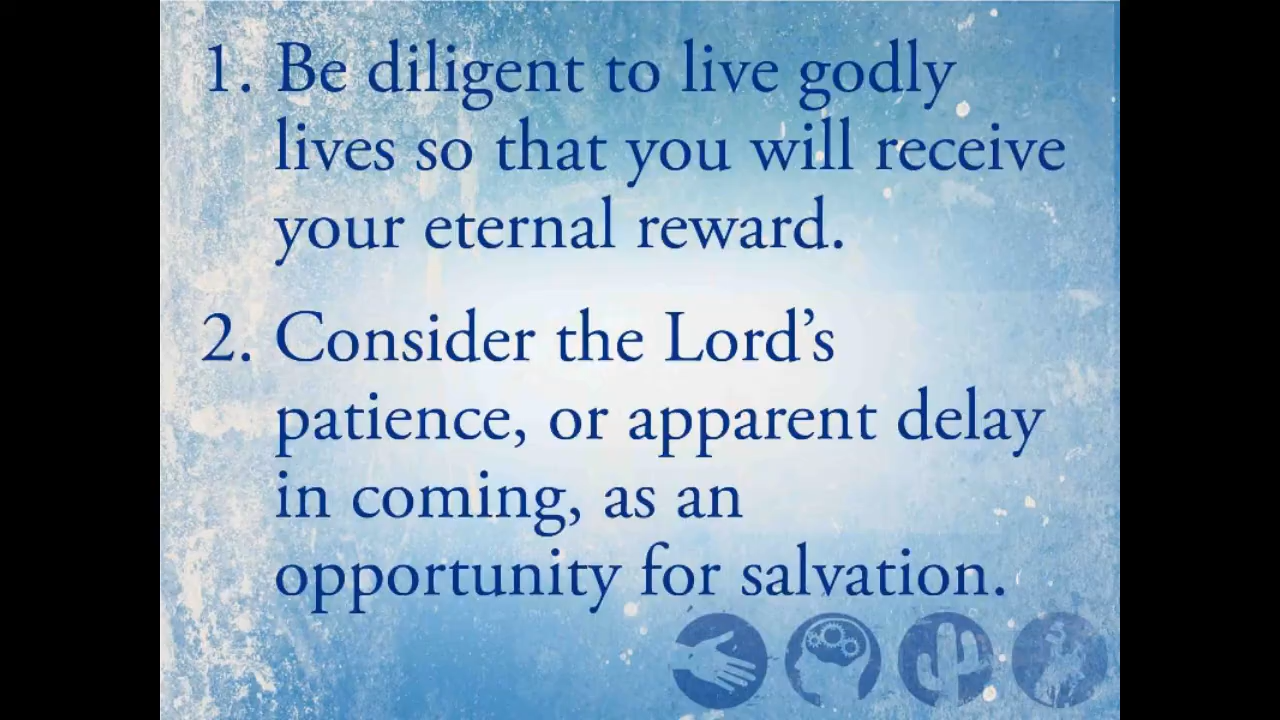 1. Be diligent to live godly
lives so that you will receive
your eternal reward.
2. Consider the Lord’s
patience, or apparent delay
in coming, as an
opportunity for salvation.